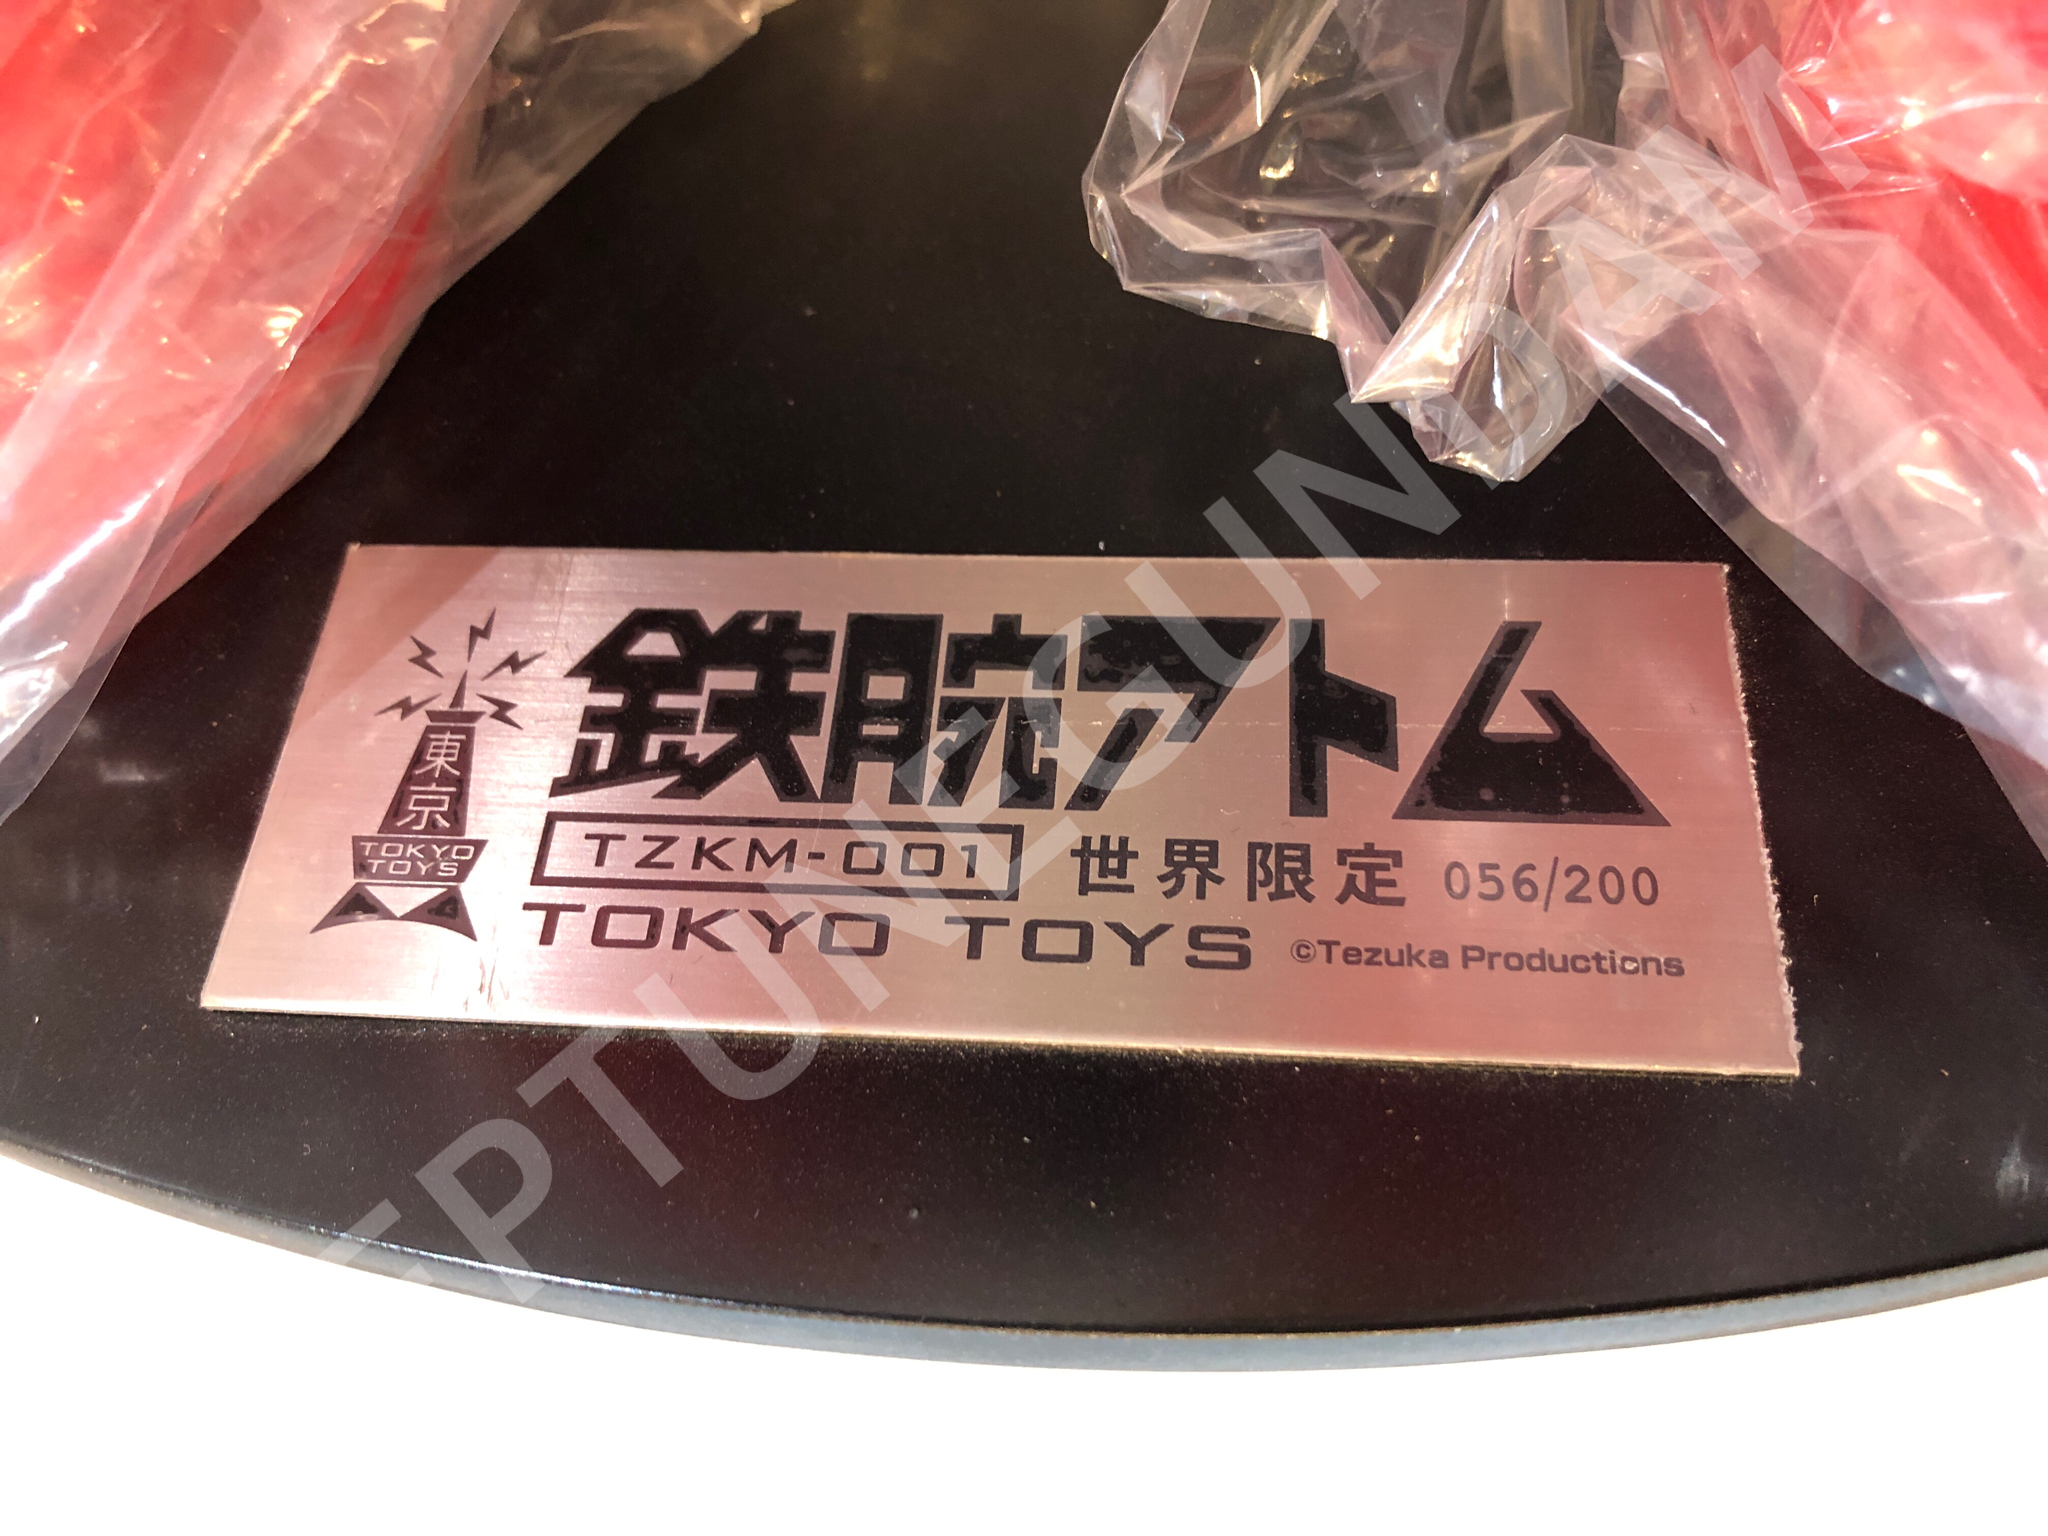 鉄腕アトム
東京
TOKYO
TOYS
TZKM-001 世界限定 056/200
TOKYO TOYS ©Tezuka Productions
EPTUNEGUNDAM